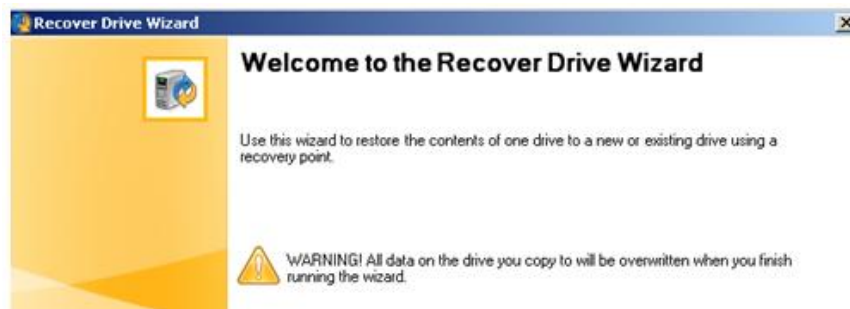 Recover Drive Wizard
Welcome to the Recover Drive Wizard
Use this wizard to restore the contents of one drive to a new or existing drive using a
recovery point.
WARNING! All data on the drive you copy to will be overwritten when you finish
running the wizard.